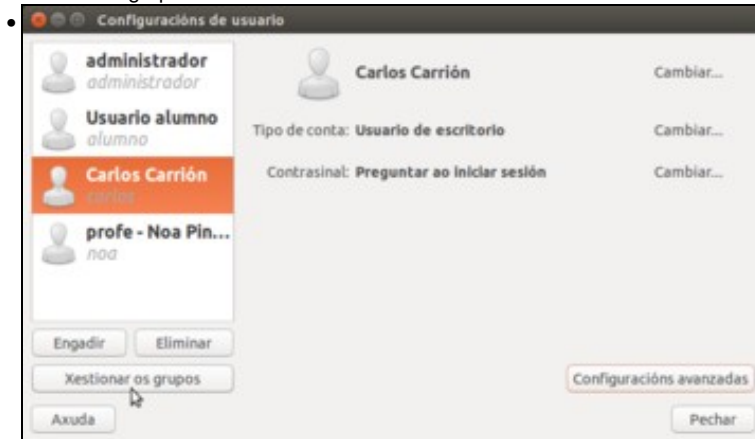 Configuracións de usuario
administrador
administrador
Usuario alumno
alumno
Carlos Carrión
carlos
profe - Noa Pin...
noa
Engadir
Eliminar
Xestionar os grupos
Axuda
Carlos Carrión
Cambiar...
Tipo de conta: Usuario de escritorio
Cambiar...
Contrasinal: Preguntar ao iniciar sesión
Cambiar...
Configuracións avanzadas
Pechar